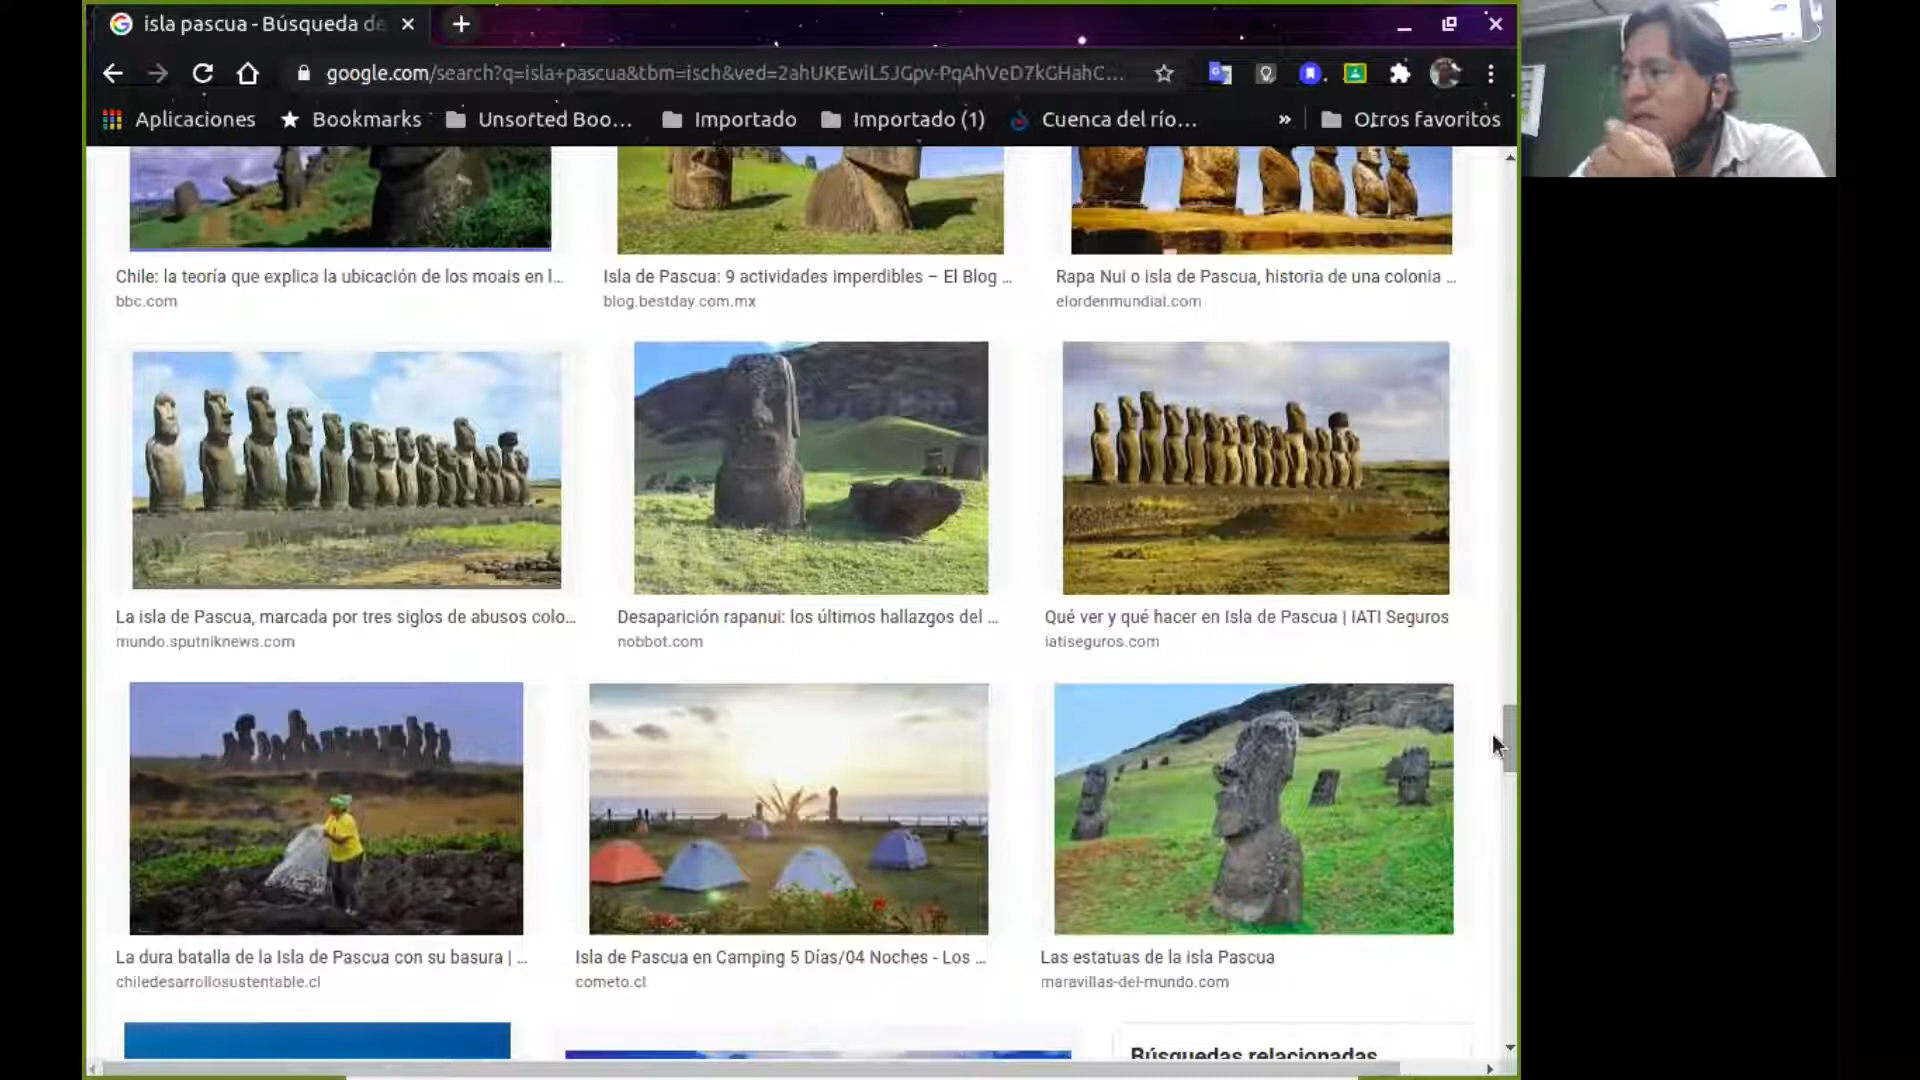 isla pascua - Búsqueda de
google.com/search?q=isla+pascua&tbm=isch&ved=2ahUKEwiL5JGpv-PqAhVeD7kGHahC...
Aplicaciones Bookmarks Unsorted Boo... Importado Importado (1) Cuenca del río... » Otros favoritos
Chile: la teoría que explica la ubicación de los moais en l... Isla de Pascua: 9 actividades imperdibles – El Blog ... Rapa Nui o isla de Pascua, historia de una colonia ...
bbc.com blog.bestday.com.mx elordenmundial.com
La isla de Pascua, marcada por tres siglos de abusos colo... Desaparición rapanui: los últimos hallazgos del ... Qué ver y qué hacer en Isla de Pascua | IATI Seguros
mundo.sputniknews.com nobbot.com iatiseguros.com
La dura batalla de la Isla de Pascua con su basura | ... Isla de Pascua en Camping 5 Días/04 Noches - Los ... Las estatuas de la isla Pascua
chiledesarrollosustentable.cl cometo.cl maravillas-del-mundo.com
Búsquedas relacionadas